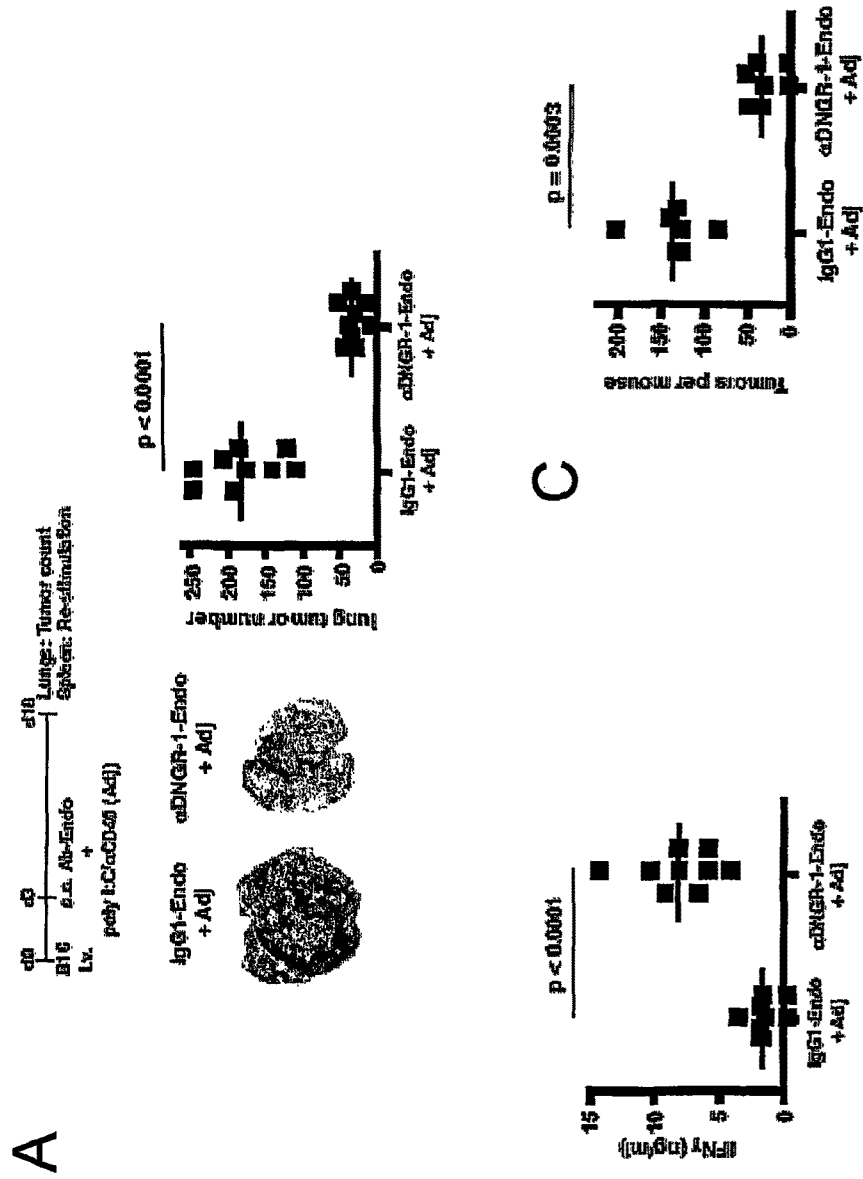 A
d0 d3 d18
B16 s.c. Ab-Endo Lungs: Tumor count
i.v. + Spleen: Re-stimulation
poly I:C/αCD40 (Adj)
IgG1-Endo αDNGR-1-Endo
+ Adj + Adj
lung tumor number
250
200
150
100
50
0
p < 0.0001
IgG1-Endo αDNGR-1-Endo
+ Adj + Adj
IFNγ (ng/ml)
15
10
5
0
p < 0.0001
IgG1-Endo αDNGR-1-Endo
+ Adj + Adj
C
Tumors per mouse
200
150
100
50
0
p = 0.0003
IgG1-Endo αDNGR-1-Endo
+ Adj + Adj